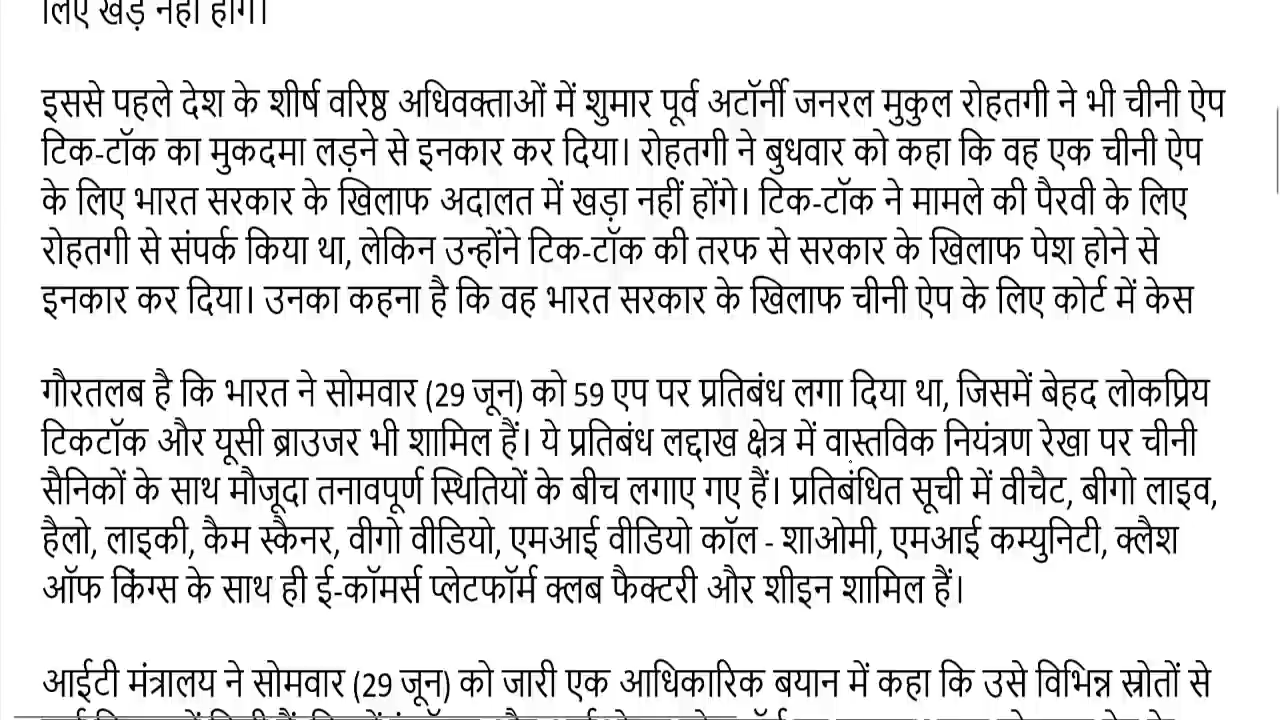 लिए खड़े नहीं होंगे।
इससे पहले देश के शीर्ष वरिष्ठ अधिवक्ताओं में शुमार पूर्व अटॉर्नी जनरल मुकुल रोहतगी ने भी चीनी ऐप
टिक-टॉक का मुकदमा लड़ने से इनकार कर दिया। रोहतगी ने बुधवार को कहा कि वह एक चीनी ऐप
के लिए भारत सरकार के खिलाफ अदालत में खड़ा नहीं होंगे। टिक-टॉक ने मामले की पैरवी के लिए
रोहतगी से संपर्क किया था, लेकिन उन्होंने टिक-टॉक की तरफ से सरकार के खिलाफ पेश होने से
इनकार कर दिया। उनका कहना है कि वह भारत सरकार के खिलाफ चीनी ऐप के लिए कोर्ट में केस
गौरतलब है कि भारत ने सोमवार (29 जून) को 59 एप पर प्रतिबंध लगा दिया था, जिसमें बेहद लोकप्रिय
टिकटॉक और यूसी ब्राउजर भी शामिल हैं। ये प्रतिबंध लद्दाख क्षेत्र में वास्तविक नियंत्रण रेखा पर चीनी
सैनिकों के साथ मौजूदा तनावपूर्ण स्थितियों के बीच लगाए गए हैं। प्रतिबंधित सूची में वीचैट, बीगो लाइव,
हैलो, लाइकी, कैम स्कैनर, वीगो वीडियो, एमआई वीडियो कॉल - शाओमी, एमआई कम्युनिटी, क्लैश
ऑफ किंग्स के साथ ही ई-कॉमर्स प्लेटफॉर्म क्लब फैक्टरी और शीइन शामिल हैं।
आईटी मंत्रालय ने सोमवार (29 जून) को जारी एक आधिकारिक बयान में कहा कि उसे विभिन्न स्रोतों से